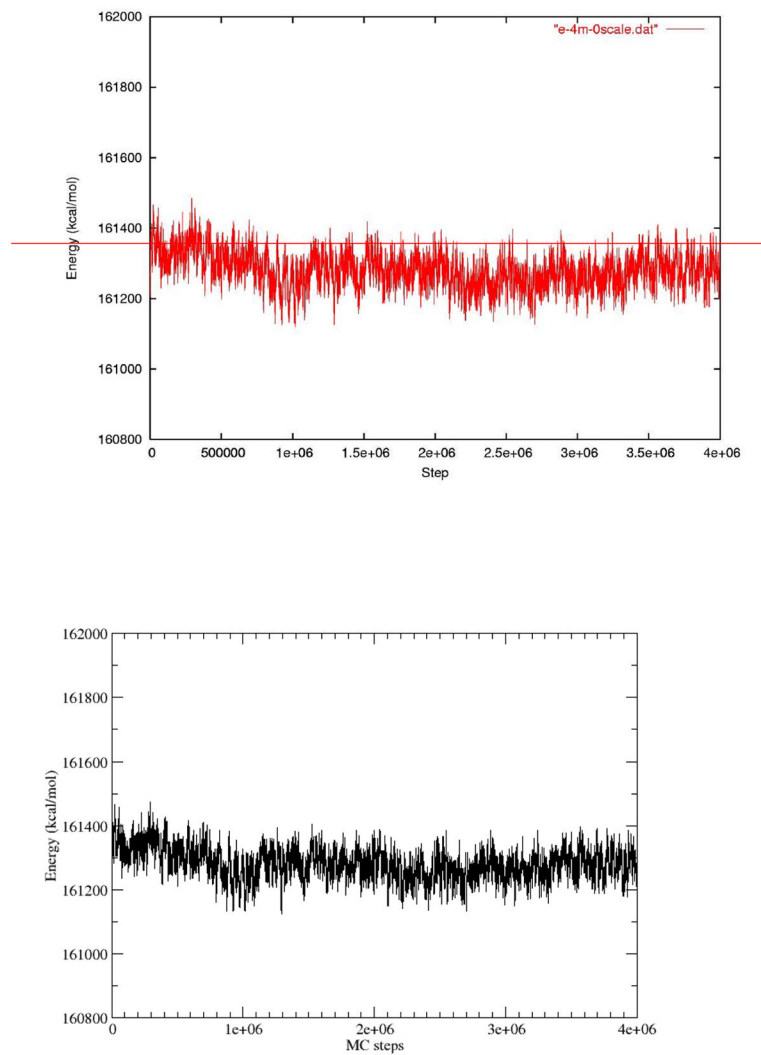 162000
"e-4m-0scale.dat"
161800
161600
161400
Energy (kcal/mol)
161200
161000
160800
0 500000 1e+06 1.5e+06 2e+06 2.5e+06 3e+06 3.5e+06 4e+06
Step
162000
161800
161600
161400
Energy (kcal/mol)
161200
161000
160800
0 1e+06 2e+06 3e+06 4e+06
MC steps